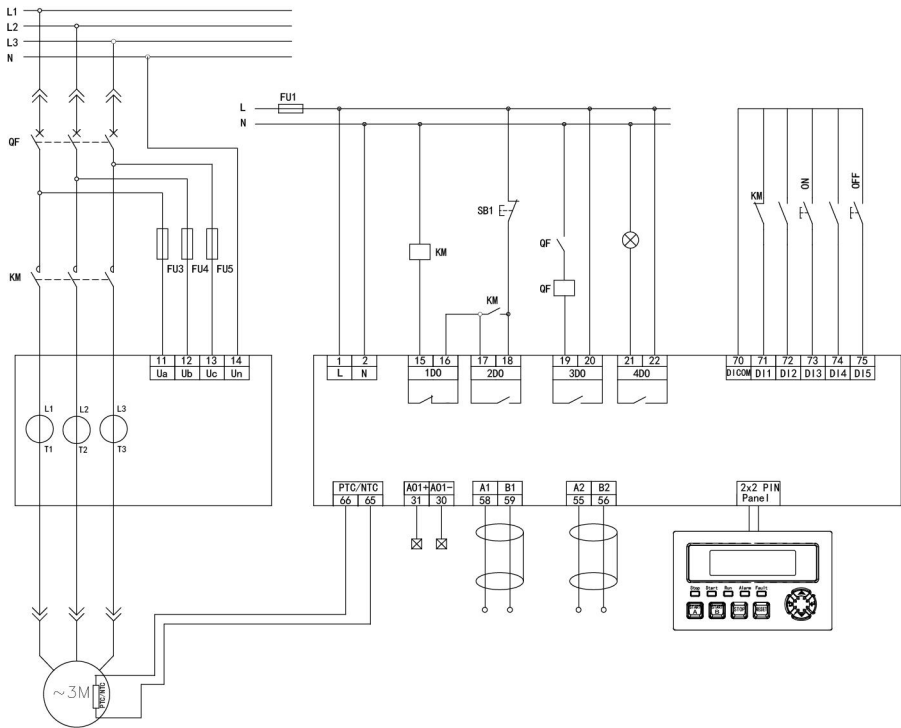 L1
L2
L3
N
FU1
L
N
QF
ON
OFF
KM
SB1
QF
KM
FU3 FU4 FU5
QF
KM
KM
11 12 13 14
Ua Ub Uc Un
1 2 15 16 17 18 19 20 21 22
L N 1DO 2DO 3DO 4DO
70 71 72 73 74 75
DICOM DI1 DI2 DI3 DI4 DI5
L1 L2 L3
T1 T2 T3
PTC/NTC AO1+ AO1- A1 B1 A2 B2
66 65 31 30 58 59 55 56
2x2 PIN
Panel
Stop Start Run Alarm Fault
START A START B STOP RESET
~3M
PTC/NTC